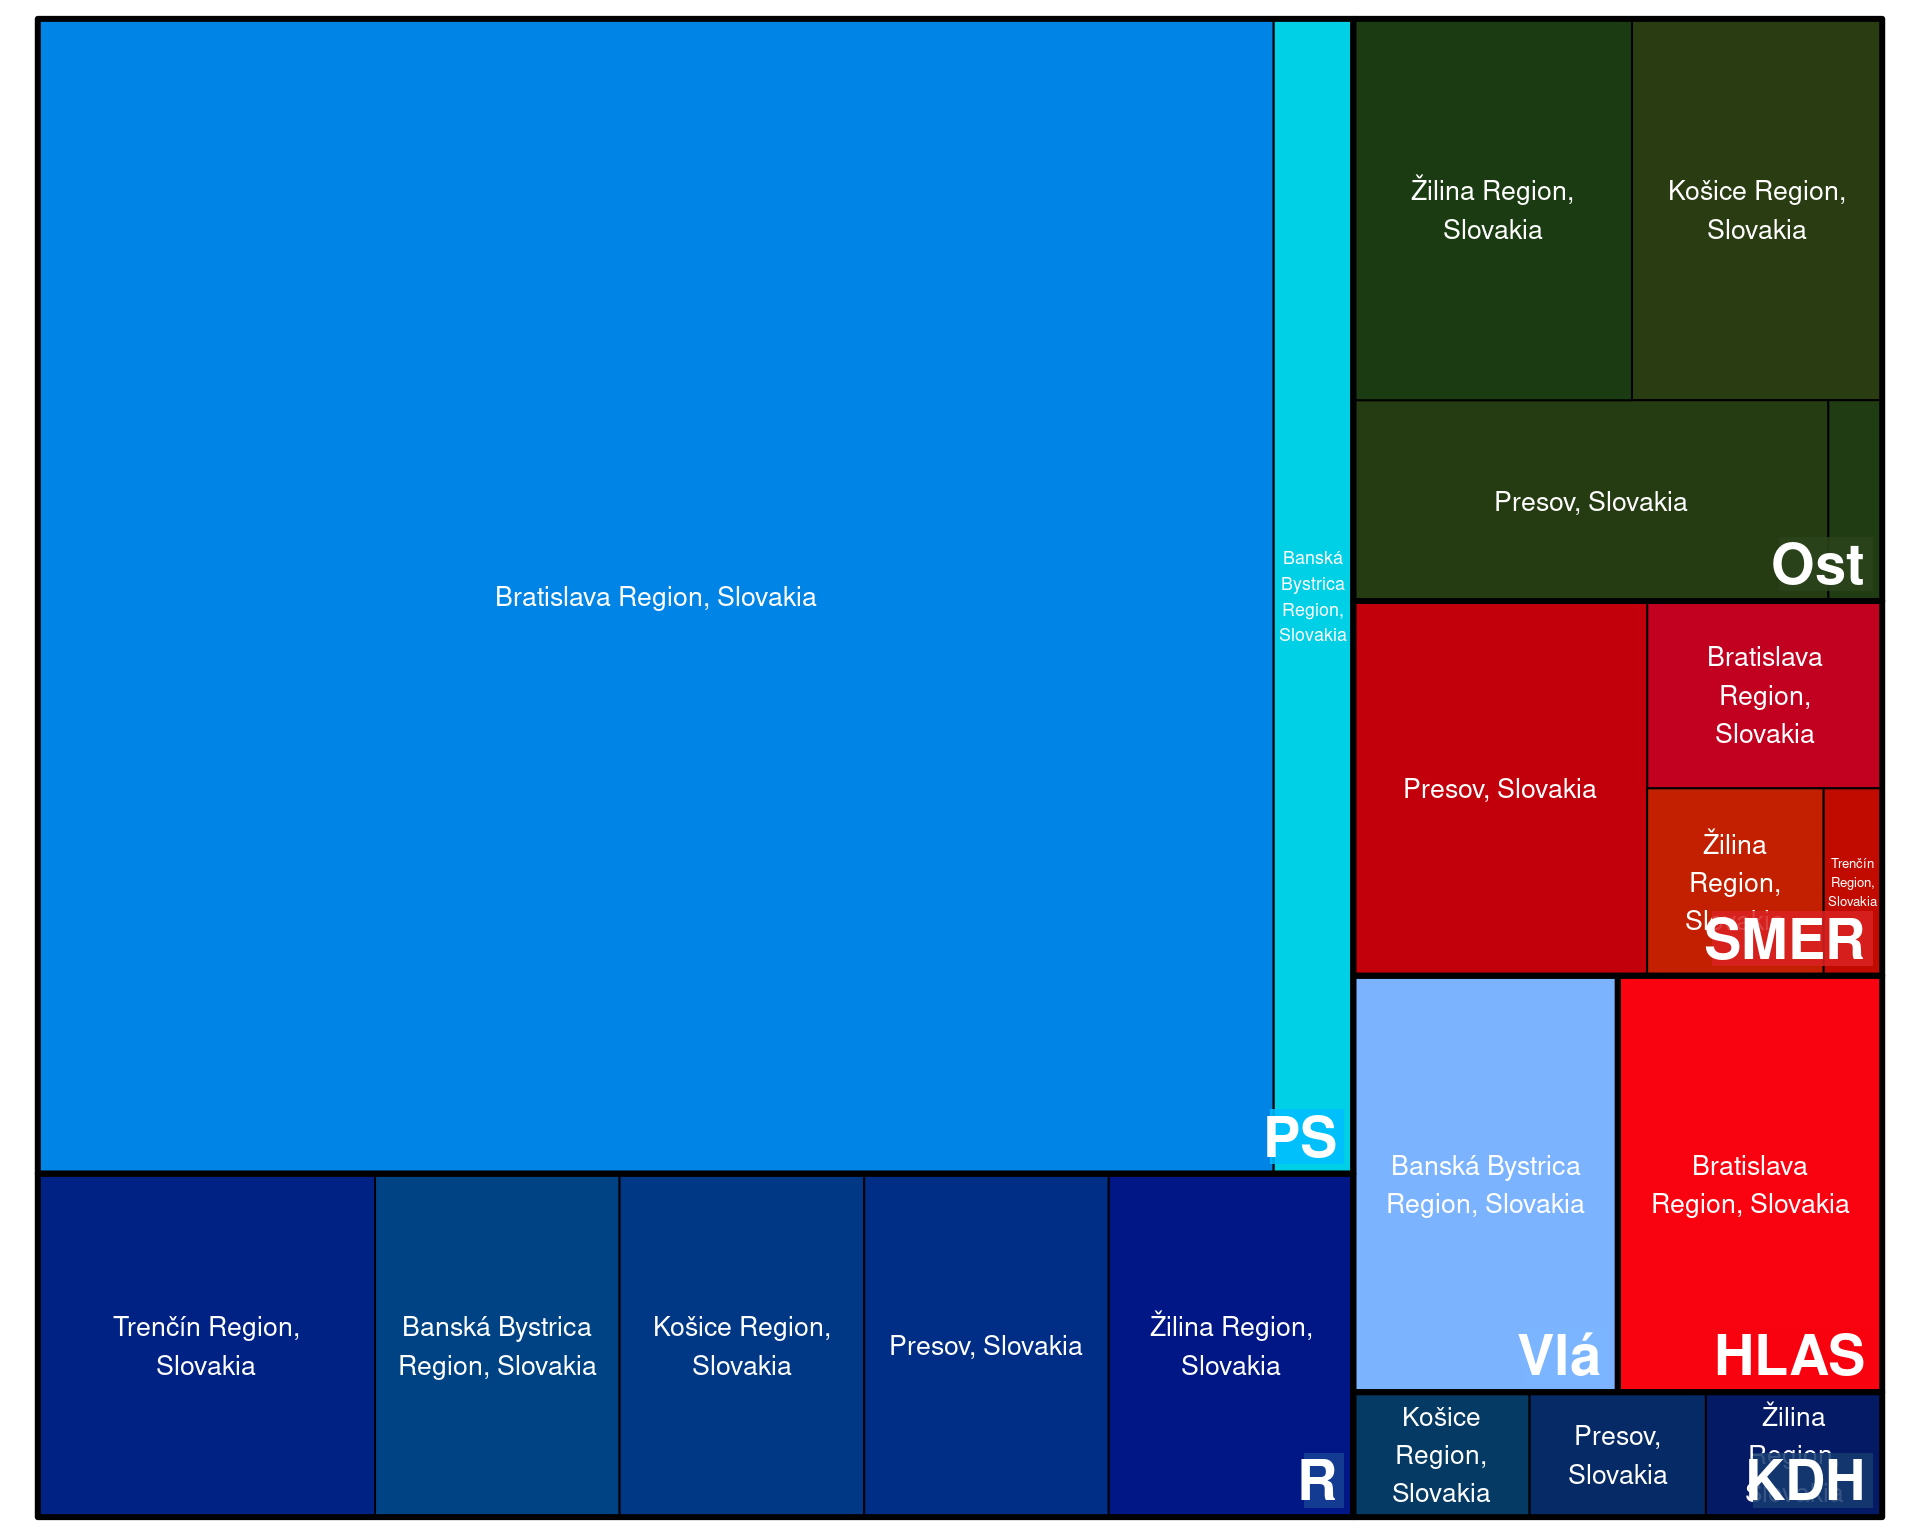 Bratislava Region, Slovakia
Banská
Bystrica
Region,
Slovakia
PS
Trenčín Region,
Slovakia
Banská Bystrica
Region, Slovakia
Košice Region,
Slovakia
Presov, Slovakia
Žilina Region,
Slovakia
R
Žilina Region,
Slovakia
Košice Region,
Slovakia
Presov, Slovakia
Ost
Presov, Slovakia
Bratislava
Region,
Slovakia
Žilina
Region,
Slovakia
Trenčín
Region,
Slovakia
SMER
Banská Bystrica
Region, Slovakia
Vlá
Bratislava
Region, Slovakia
HLAS
Košice
Region,
Slovakia
Presov,
Slovakia
Žilina
Region,
Slovakia
KDH